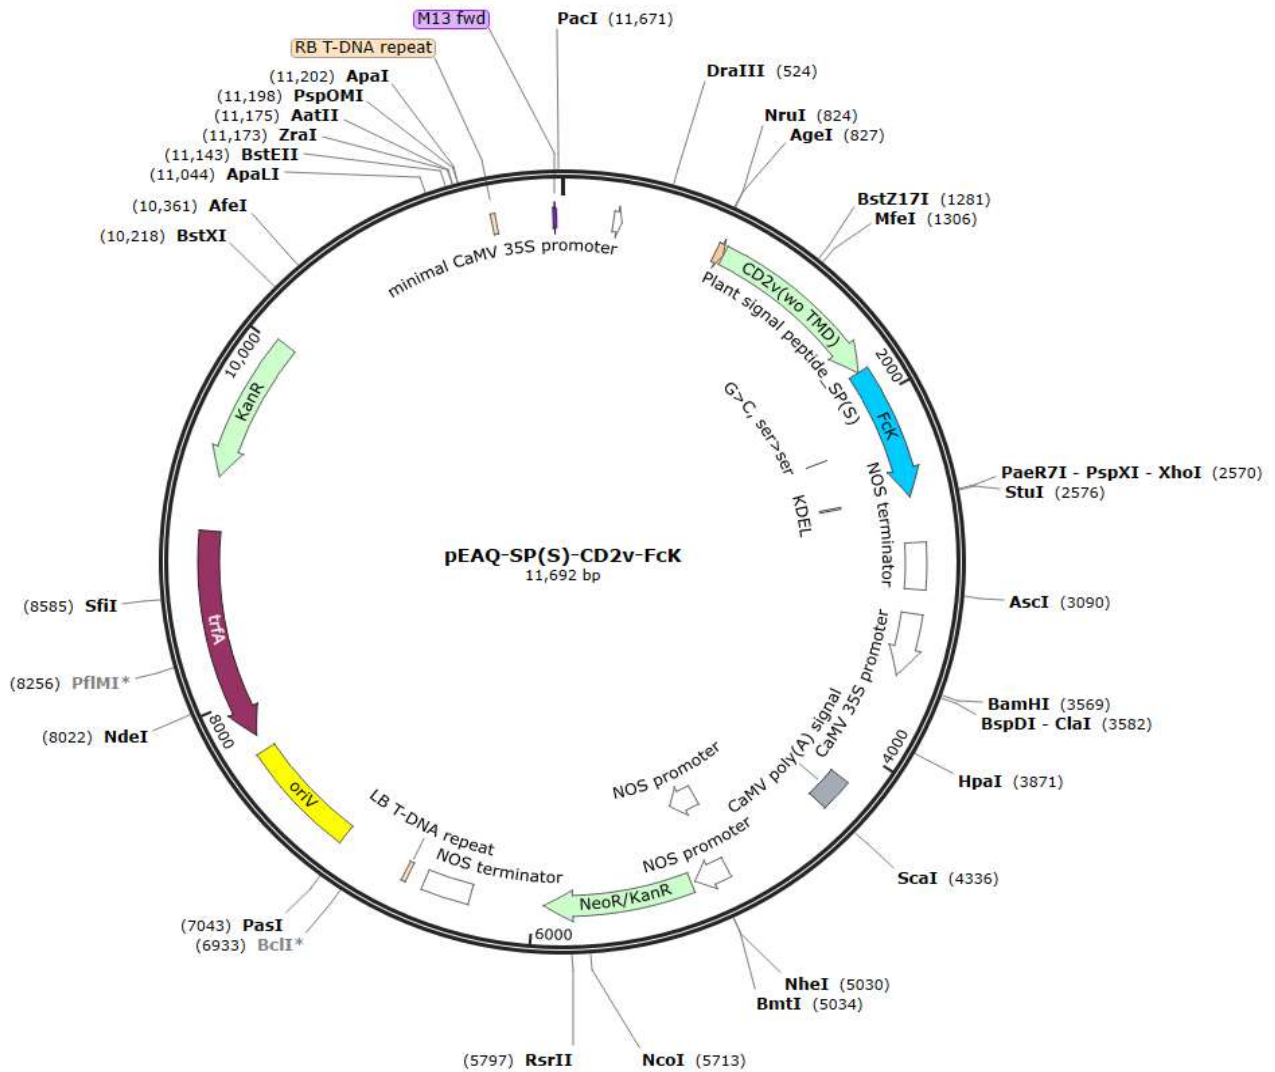 M13 fwd
PacI (11,671)
RB T-DNA repeat
(11,202) ApaI
(11,198) PspOMI
(11,175) AatII
(11,173) ZraI
(11,143) BstEII
(11,044) ApaLI
(10,361) AfeI
(10,218) BstXI
DraIII (524)
NruI (824)
AgeI (827)
BstZ17I (1281)
MfeI (1306)
minimal CaMV 35S promoter
CD2v(wo TMD)
Plant signal peptide_SP(S)
2000
10,000
KanR
FcK
G>C, ser>ser
KDEL
NOS terminator
PaeR7I - PspXI - XhoI (2570)
StuI (2576)
pEAQ-SP(S)-CD2v-FcK
11,692 bp
(8585) SfiI
trfA
AscI (3090)
(8256) PflMI*
CaMV 35S promoter
BamHI (3569)
BspDI - ClaI (3582)
(8022) NdeI
8000
4000
HpaI (3871)
CaMV poly(A) signal
NOS promoter
oriV
LB T-DNA repeat
NOS terminator
NOS promoter
ScaI (4336)
NeoR/KanR
(7043) PasI
(6933) BclI*
6000
NheI (5030)
BmtI (5034)
(5797) RsrII
NcoI (5713)